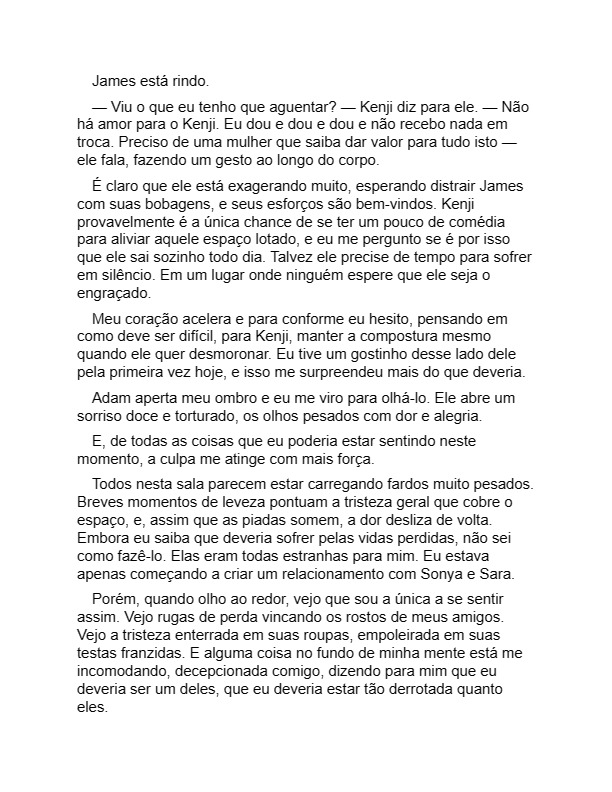 James está rindo.
— Viu o que eu tenho que aguentar? — Kenji diz para ele. — Não
há amor para o Kenji. Eu dou e dou e dou e não recebo nada em
troca. Preciso de uma mulher que saiba dar valor para tudo isto —
ele fala, fazendo um gesto ao longo do corpo.
É claro que ele está exagerando muito, esperando distrair James
com suas bobagens, e seus esforços são bem-vindos. Kenji
provavelmente é a única chance de se ter um pouco de comédia
para aliviar aquele espaço lotado, e eu me pergunto se é por isso
que ele sai sozinho todo dia. Talvez ele precise de tempo para sofrer
em silêncio. Em um lugar onde ninguém espere que ele seja o
engraçado.
Meu coração acelera e para conforme eu hesito, pensando em
como deve ser difícil, para Kenji, manter a compostura mesmo
quando ele quer desmoronar. Eu tive um gostinho desse lado dele
pela primeira vez hoje, e isso me surpreendeu mais do que deveria.
Adam aperta meu ombro e eu me viro para olhá-lo. Ele abre um
sorriso doce e torturado, os olhos pesados com dor e alegria.
E, de todas as coisas que eu poderia estar sentindo neste
momento, a culpa me atinge com mais força.
Todos nesta sala parecem estar carregando fardos muito pesados.
Breves momentos de leveza pontuam a tristeza geral que cobre o
espaço, e, assim que as piadas somem, a dor desliza de volta.
Embora eu saiba que deveria sofrer pelas vidas perdidas, não sei
como fazê-lo. Elas eram todas estranhas para mim. Eu estava
apenas começando a criar um relacionamento com Sonya e Sara.
Porém, quando olho ao redor, vejo que sou a única a se sentir
assim. Vejo rugas de perda vincando os rostos de meus amigos.
Vejo a tristeza enterrada em suas roupas, empoleirada em suas
testas franzidas. E alguma coisa no fundo de minha mente está me
incomodando, decepcionada comigo, dizendo para mim que eu
deveria ser um deles, que eu deveria estar tão derrotada quanto
eles.